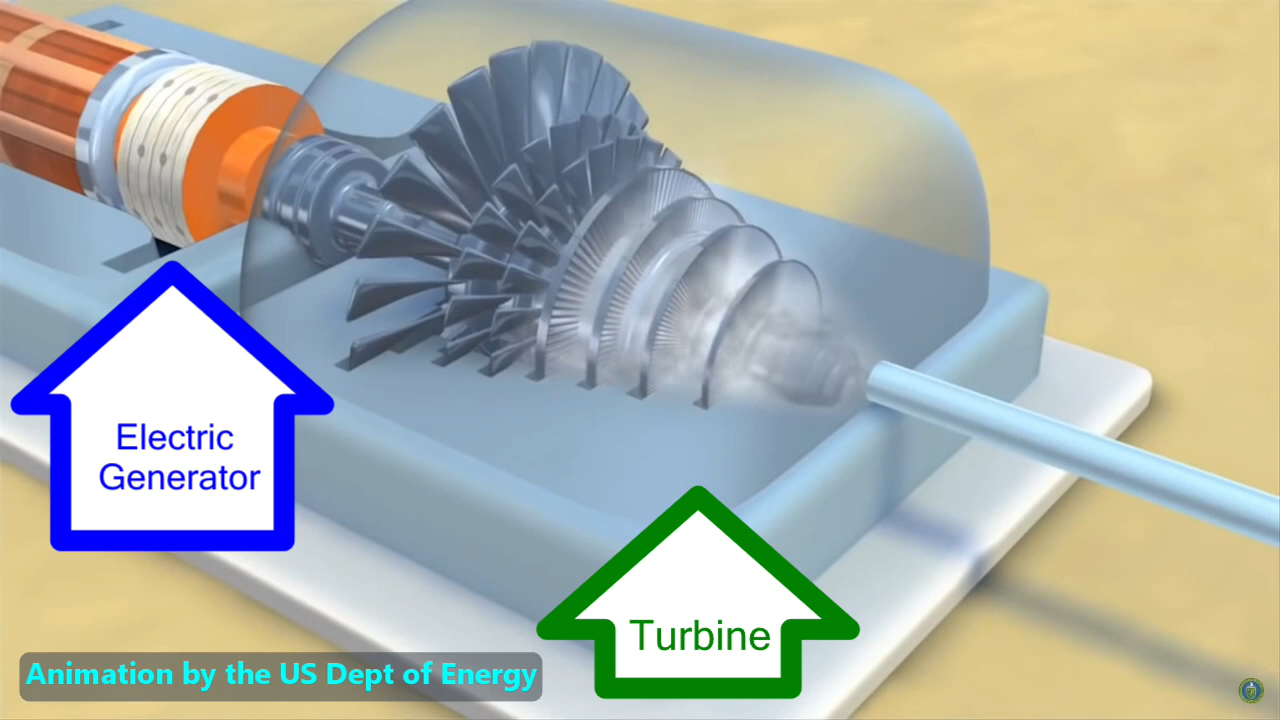 Electric
Generator
Turbine
Animation by the US Dept of Energy